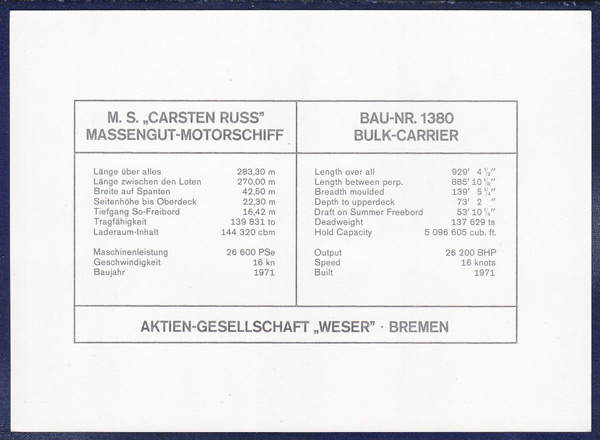 M. S. „CARSTEN RUSS”
MASSENGUT-MOTORSCHIFF
Länge über alles 283,30 m
Länge zwischen den Loten 270,00 m
Breite auf Spanten 42,50 m
Seitenhöhe bis Oberdeck 22,30 m
Tiefgang So-Freibord 16,42 m
Tragfähigkeit 139 831 to
Laderaum-Inhalt 144 320 cbm
Maschinenleistung 26 600 PSe
Geschwindigkeit 16 kn
Baujahr 1971
BAU-NR. 1380
BULK-CARRIER
Length over all 929′ 4 ½″
Length between perp. 885′ 10
Breadth moulded 139′ 5
Depth to upperdeck 73′ 2 ″
Draft on Summer Freebord 53′ 10
Deadweight 137 629 ts
Hold Capacity 5 096 605 cub. ft.
Output 26 200 BHP
Speed 16 knots
Built 1971
AKTIEN-GESELLSCHAFT „WESER” · BREMEN